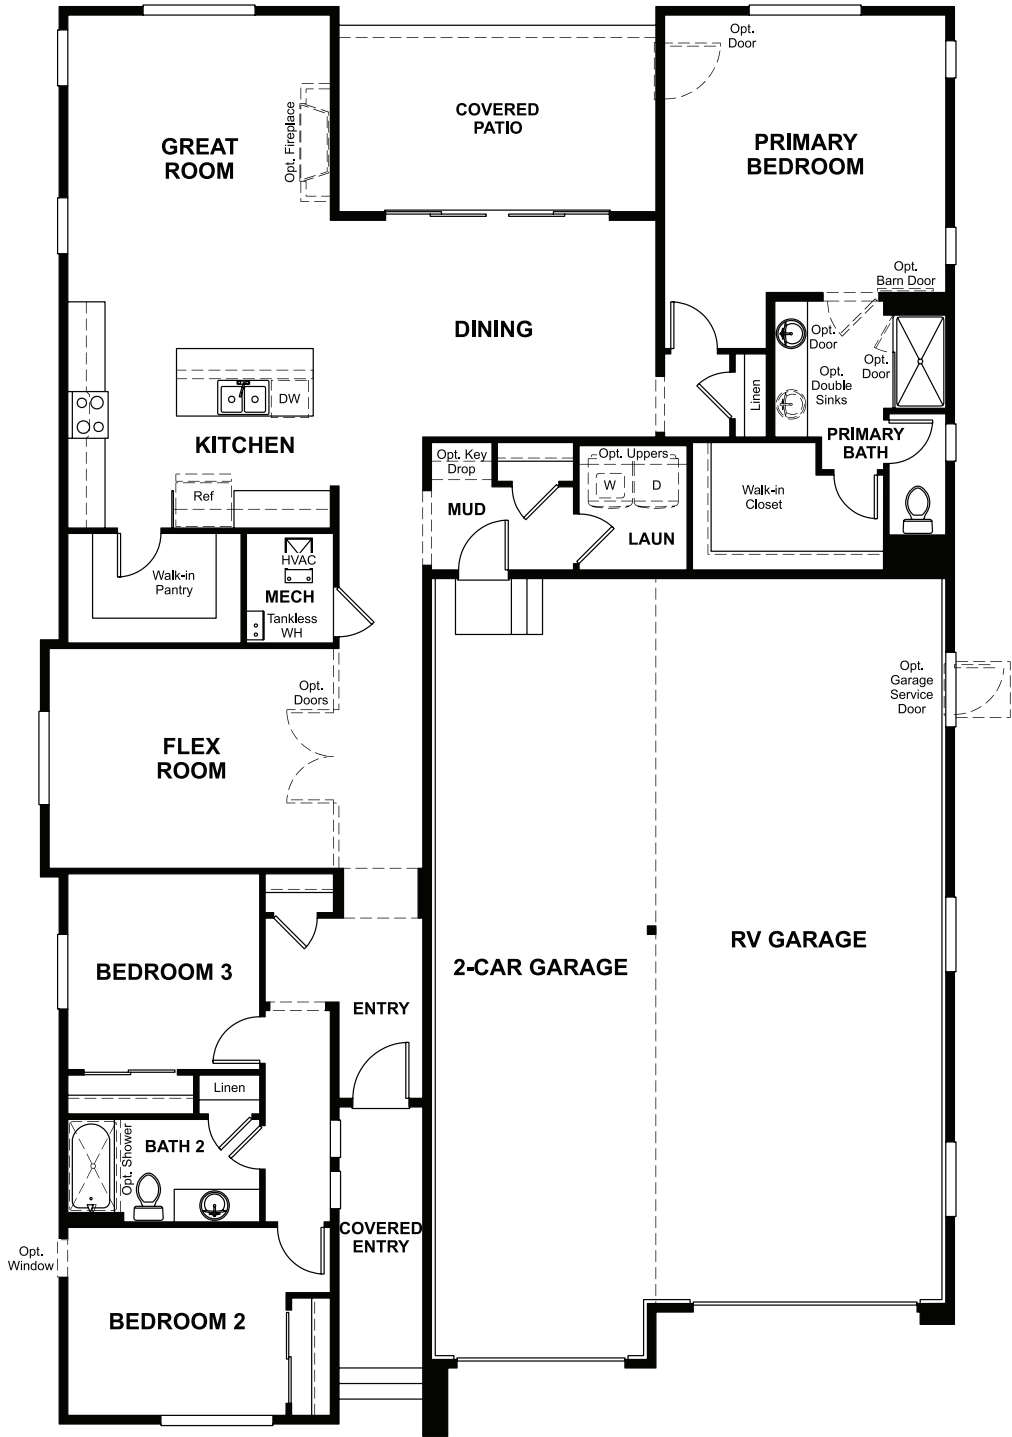 Opt.
Door
COVERED
PATIO
Opt. Fireplace
GREAT
ROOM
PRIMARY
BEDROOM
Opt.
Barn Door
DINING
Opt.
Door
Opt.
Door
Opt.
Double
Sinks
Linen
DW
KITCHEN
PRIMARY
BATH
Opt. Key
Drop
Opt. Uppers
W
D
Ref
MUD
LAUN
Walk-in
Closet
HVAC
Walk-in
Pantry
MECH
Tankless
WH
Opt.
Doors
Opt.
Garage
Service
Door
FLEX
ROOM
RV GARAGE
2-CAR GARAGE
BEDROOM 3
ENTRY
Linen
Opt. Shower
BATH 2
COVERED
ENTRY
Opt.
Window
BEDROOM 2